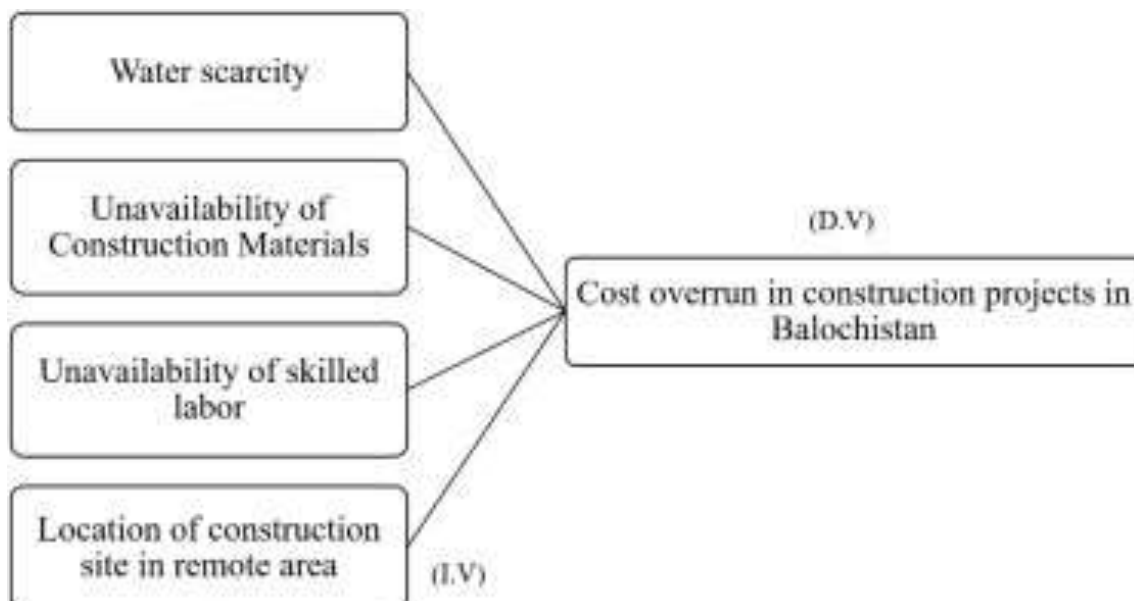 Water scarcity
Unavailability of
Construction Materials
Unavailability of skilled
labor
Location of construction
site in remote area
(I.V)
(D.V)
Cost overrun in construction projects in
Balochistan